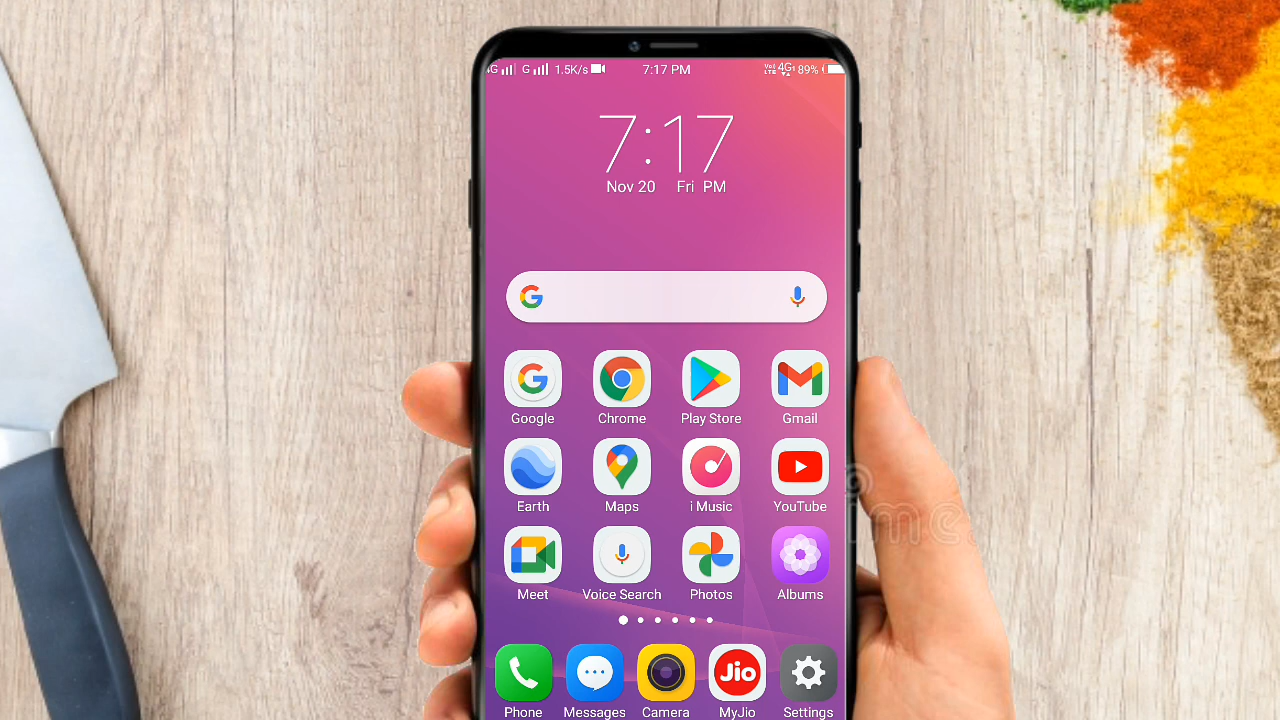 G 1.5K/s 7:17 PM 4G 89%
7:17
Nov 20 Fri PM
Google Chrome Play Store Gmail
Earth Maps i Music YouTube
Meet Voice Search Photos Albums
Jio
Phone Messages Camera MyJio Settings